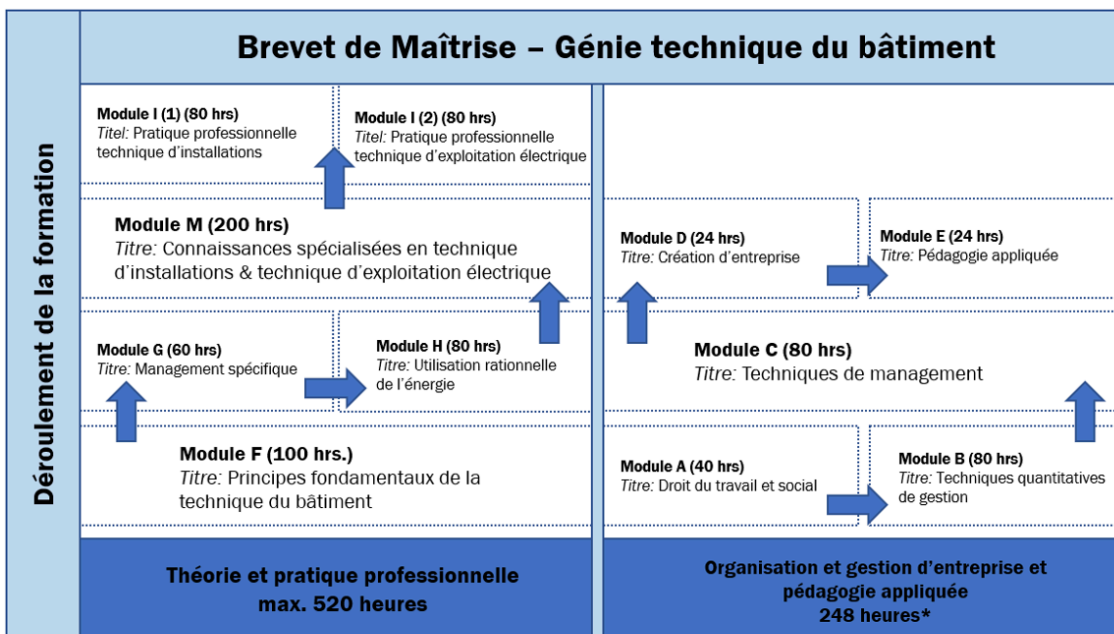 Brevet de Maîtrise – Génie technique du bâtiment
Déroulement de la formation
Module I (1) (80 hrs)
Titel: Pratique professionnelle
technique d'installations
Module I (2) (80 hrs)
Titel: Pratique professionnelle
technique d'exploitation électrique
Module M (200 hrs)
Titre: Connaissances spécialisées en technique
d'installations & technique d'exploitation électrique
Module G (60 hrs)
Titre: Management spécifique
Module H (80 hrs)
Titre: Utilisation rationnelle
de l'énergie
Module F (100 hrs.)
Titre: Principes fondamentaux de la
technique du bâtiment
Théorie et pratique professionnelle
max. 520 heures
Module D (24 hrs)
Titre: Création d'entreprise
Module E (24 hrs)
Titre: Pédagogie appliquée
Module C (80 hrs)
Titre: Techniques de management
Module A (40 hrs)
Titre: Droit du travail et social
Module B (80 hrs)
Titre: Techniques quantitatives
de gestion
Organisation et gestion d'entreprise et
pédagogie appliquée
248 heures*